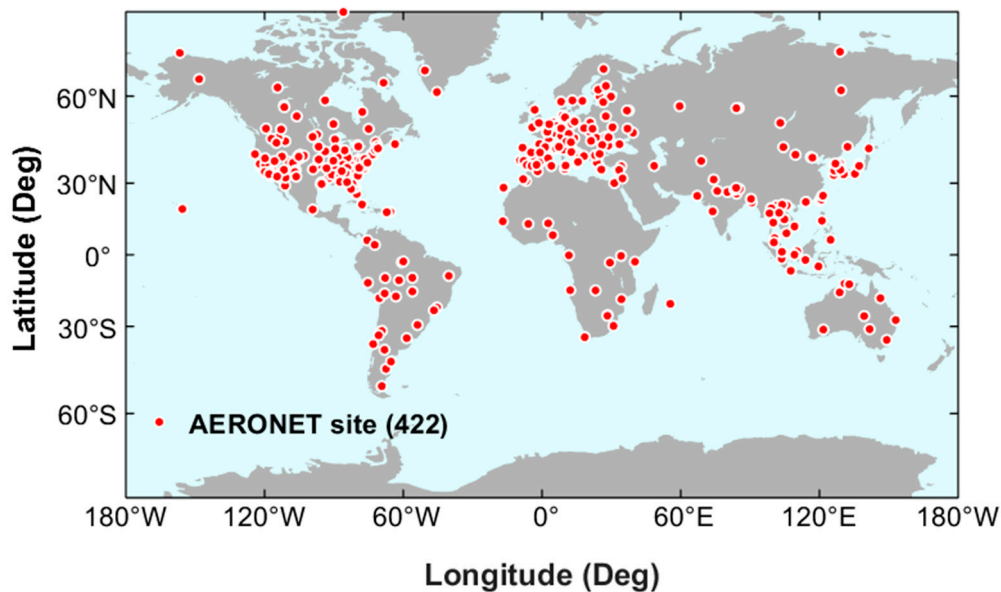 Latitude (Deg)
60°N
30°N
0°
30°S
60°S
AERONET site (422)
180°W
120°W
60°W
0°
60°E
120°W
180°W
Longitude (Deg)